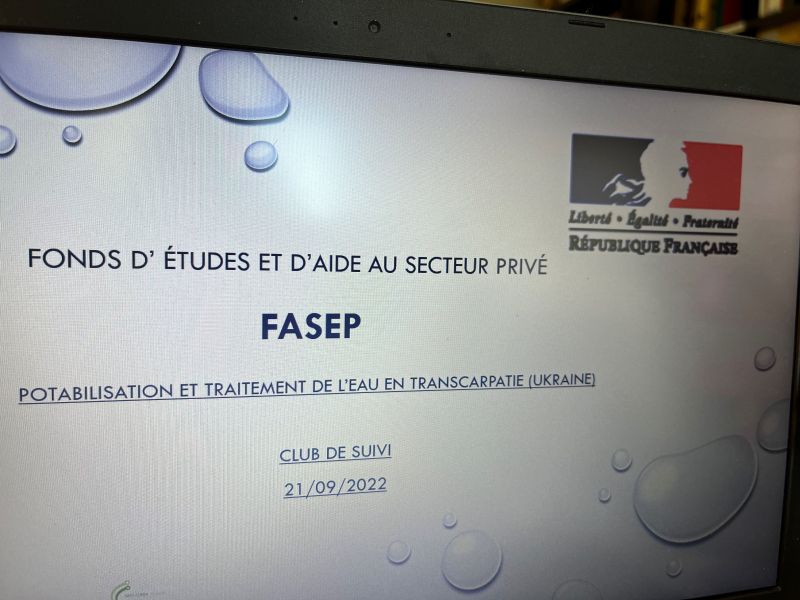 Liberté • Égalité • Fraternité
RÉPUBLIQUE FRANÇAISE
FONDS D' ÉTUDES ET D'AIDE AU SECTEUR PRIVÉ
FASEP
POTABILISATION ET TRAITEMENT DE L'EAU EN TRANSCARPATIE (UKRAINE)
CLUB DE SUIVI
21/09/2022